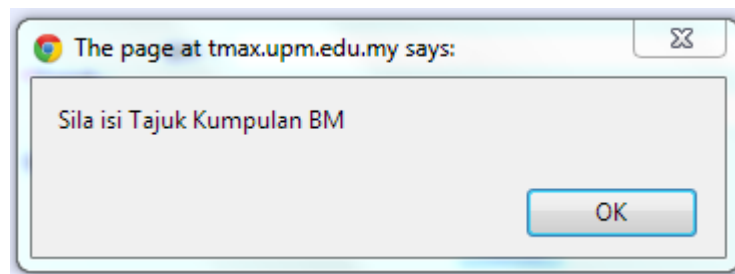 The page at tmax.upm.edu.my says:
Sila isi Tajuk Kumpulan BM
OK